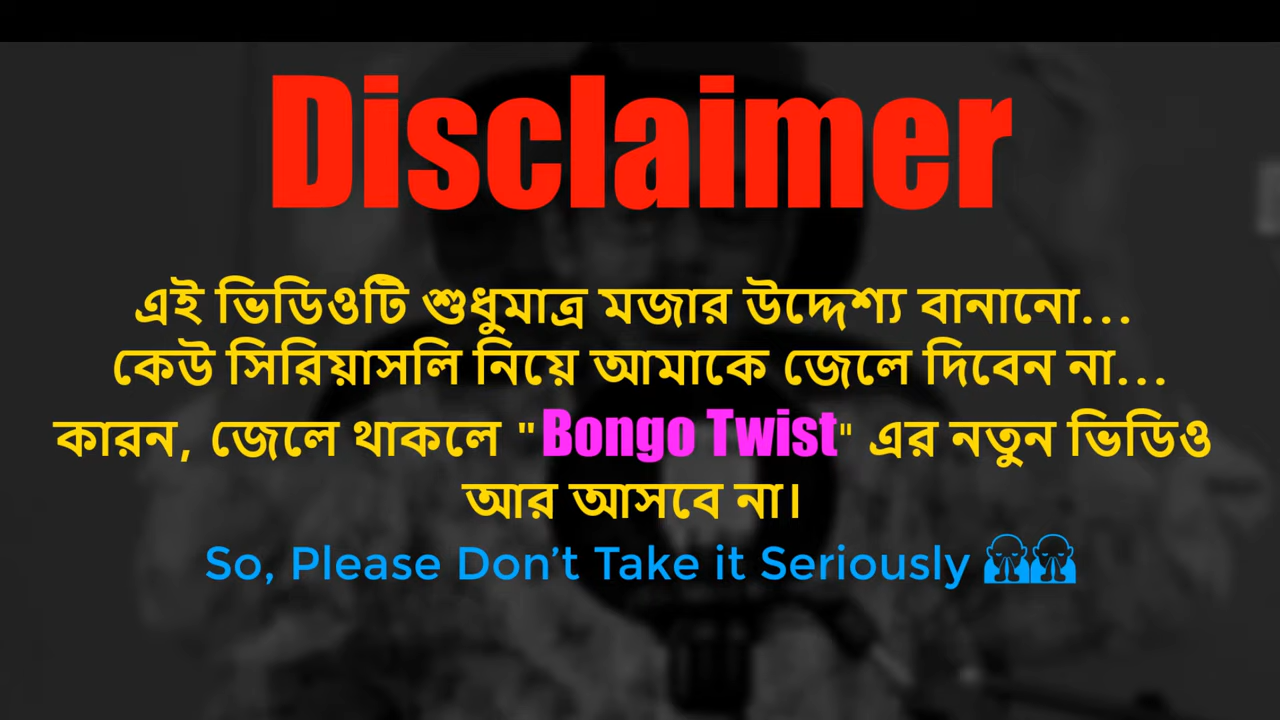 Disclaimer
এই ভিডিওটি শুধুমাত্র মজার উদ্দেশ্য বানানো...
কেউ সিরিয়াসলি নিয়ে আমাকে জেলে দিবেন না...
কারন, জেলে থাকলে "Bongo Twist" এর নতুন ভিডিও
আর আসবে না।
So, Please Don’t Take it Seriously